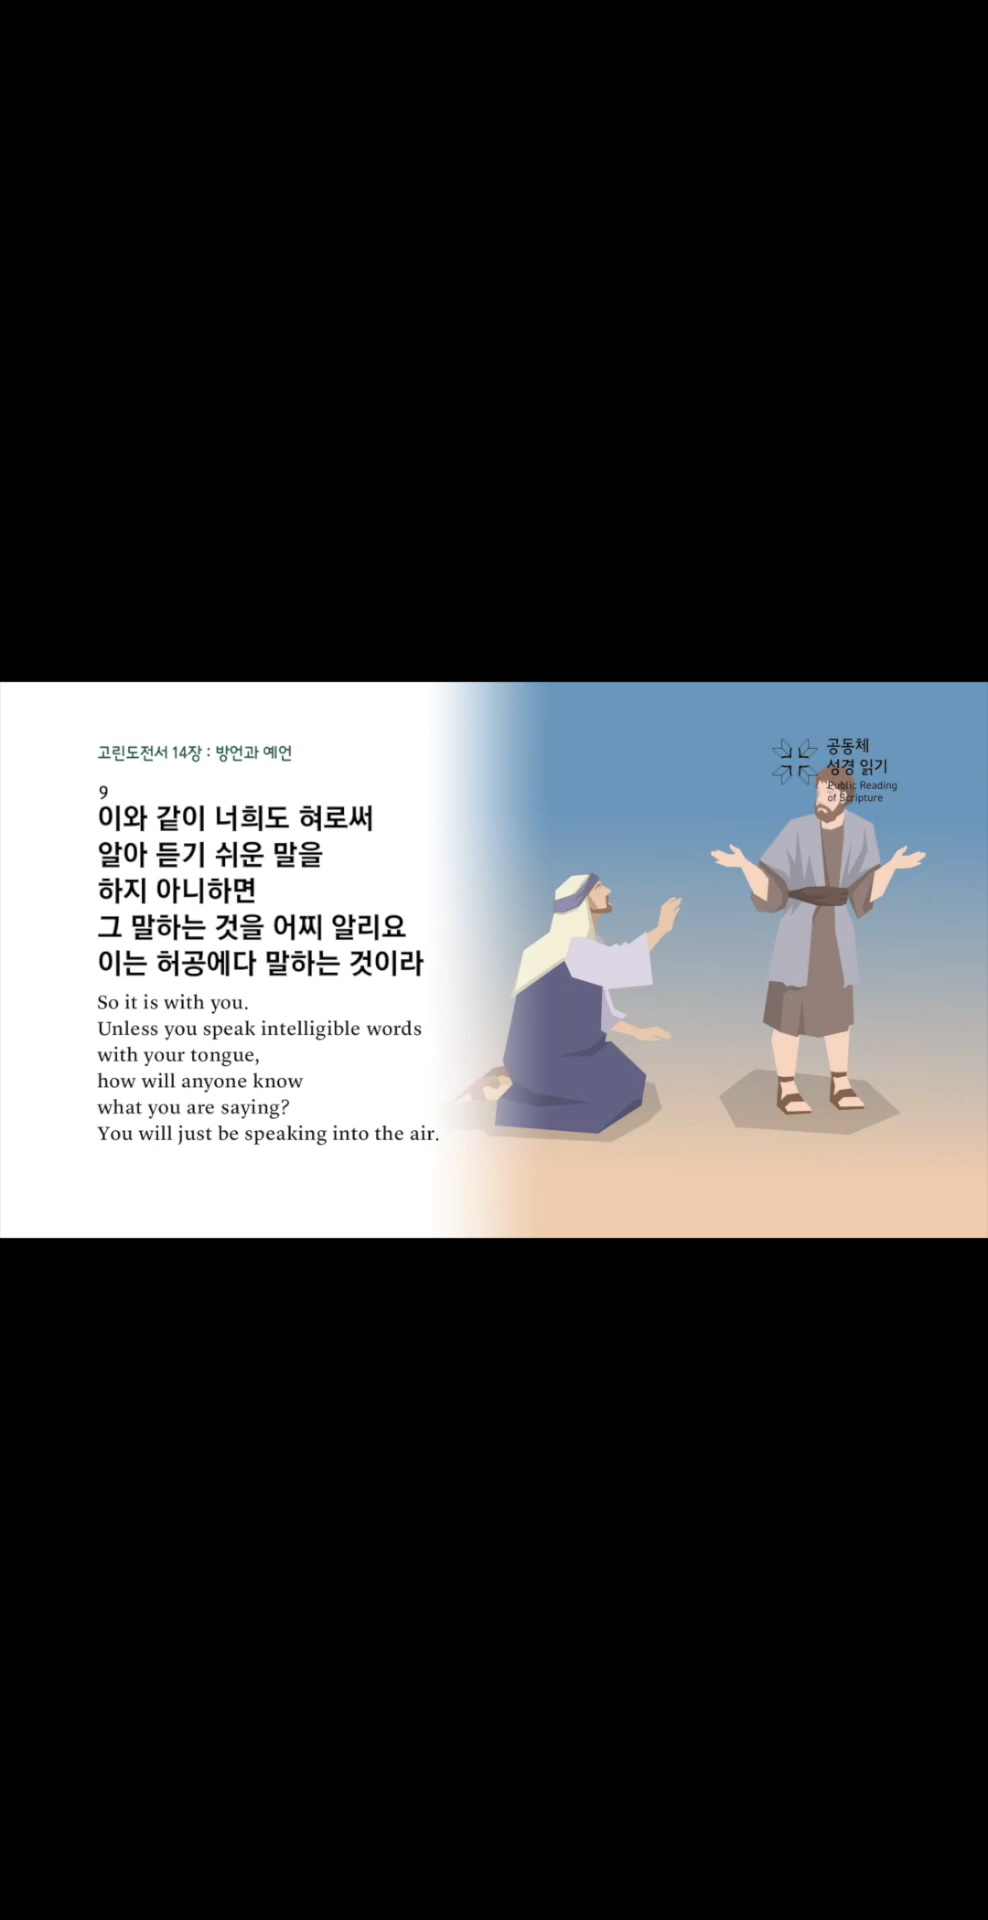 고린도전서 14장 : 방언과 예언
공동체
성경 읽기
Public Reading
of Scripture
9
이와 같이 너희도 혀로써
알아 듣기 쉬운 말을
하지 아니하면
그 말하는 것을 어찌 알리요
이는 허공에다 말하는 것이라
So it is with you.
Unless you speak intelligible words
with your tongue,
how will anyone know
what you are saying?
You will just be speaking into the air.